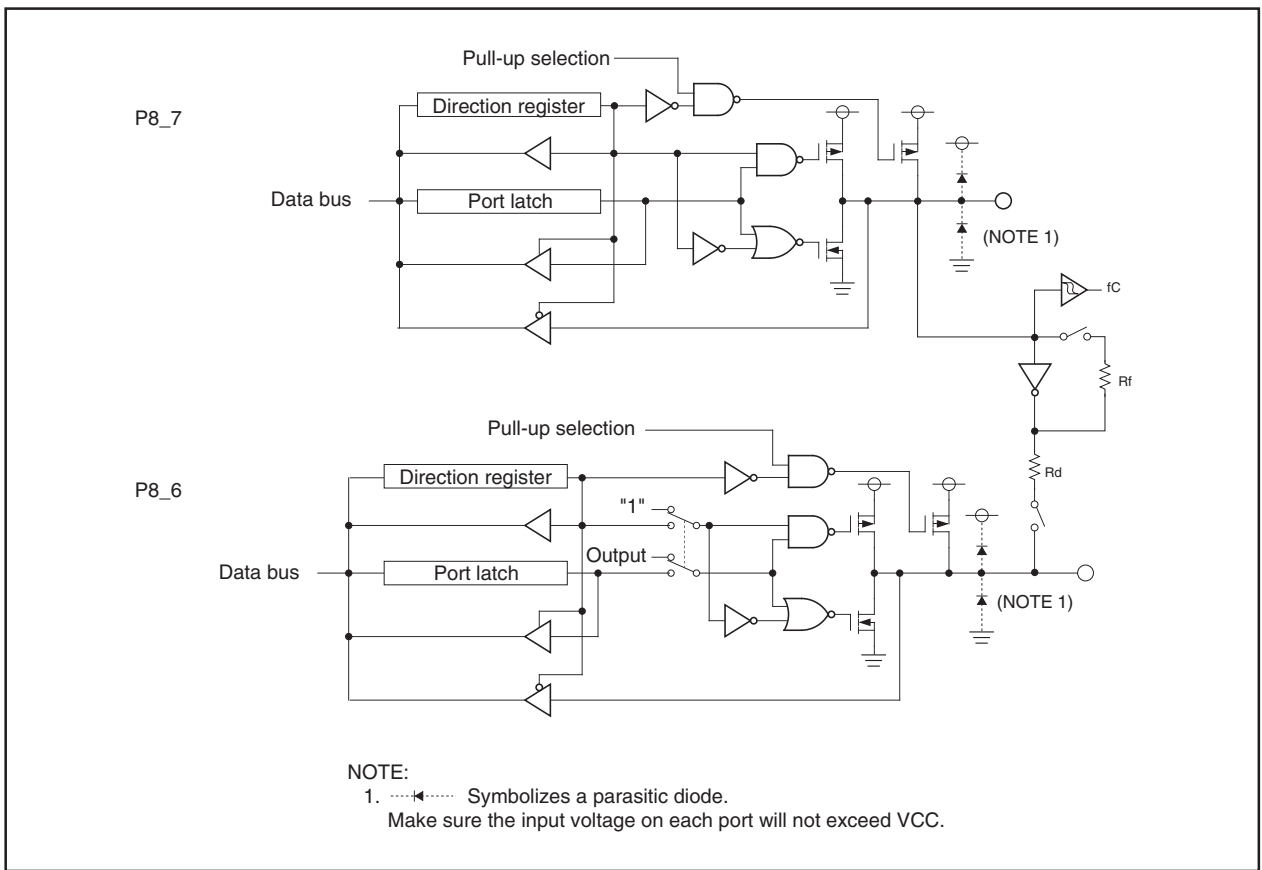 Pull-up selection
P8_7
Direction register
Data bus
Port latch
(NOTE 1)
fC
Rf
Pull-up selection
Rd
P8_6
Direction register
"1"
Output
Data bus
Port latch
(NOTE 1)
NOTE:
1. Symbolizes a parasitic diode.
Make sure the input voltage on each port will not exceed VCC.